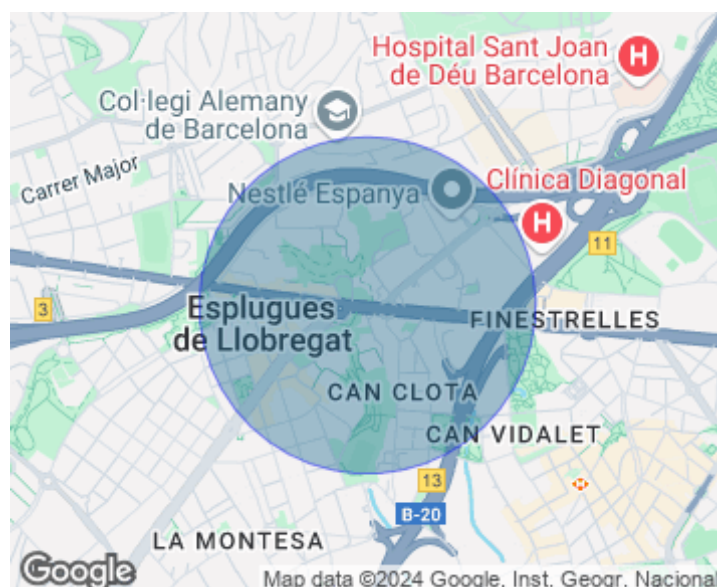 Hospital Sant Joan
de Déu Barcelona
Col·legi Alemany
de Barcelona
Carrer Major
Nestlé Espanya
Clínica Diagonal
H
H
11
3
Esplugues
de Llobregat
FINESTRELLES
CAN CLOTA
CAN VIDALET
13
B-20
LA MONTESA
Google
Map data ©2024 Google, Inst. Geogr. Nacional